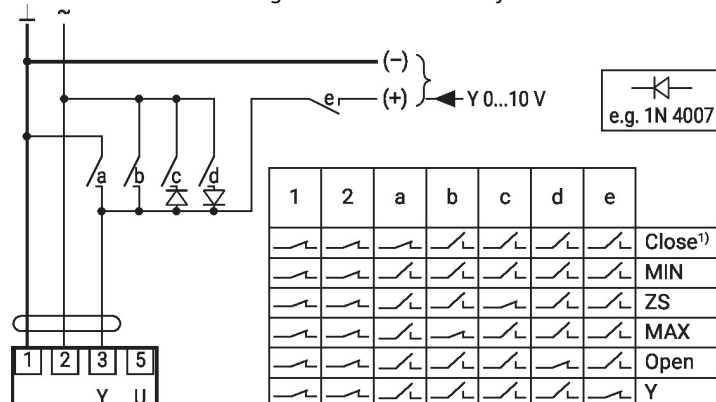 ⊥ ~
(–)
e (+) Y 0...10 V
e.g. 1N 4007
a b c d
1 2 a b c d e
Close¹⁾
MIN
ZS
MAX
Open
Y
1 2 3 5
Y U